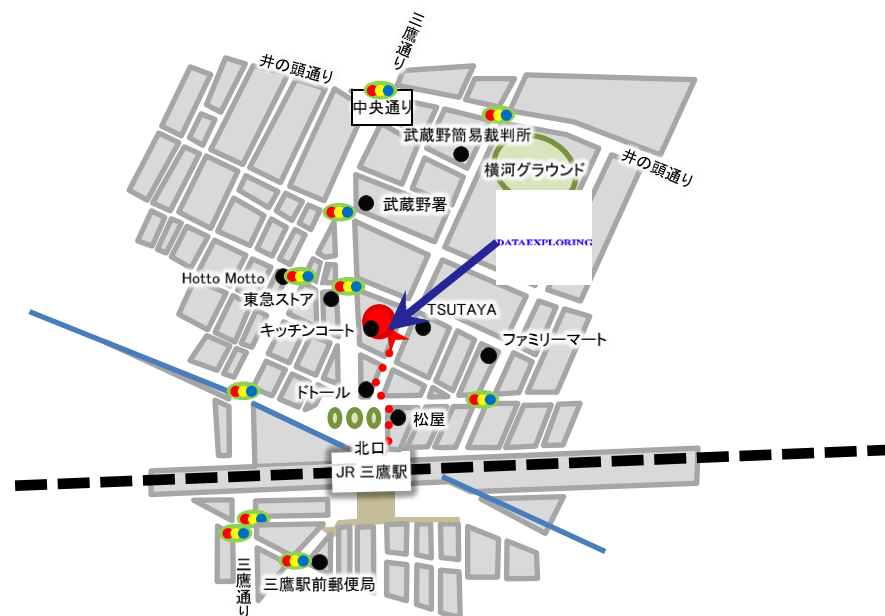 三鷹通り
井の頭通り
中央通り
武蔵野簡易裁判所
井の頭通り
横河グラウンド
武蔵野署
DATAEXPLORING
Hotto Motto
東急ストア
TSUTAYA
キッチンコート
ファミリーマート
ドトール
松屋
北口
JR 三鷹駅
三鷹通り
三鷹駅前郵便局